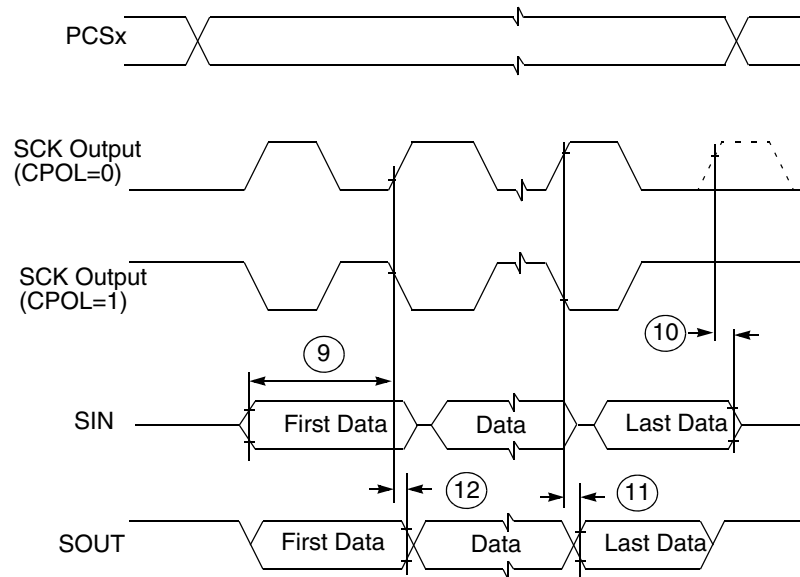 PCSx
SCK Output
(CPOL=0)
SCK Output
(CPOL=1)
10
9
SIN
First Data
Data
Last Data
12
11
SOUT
First Data
Data
Last Data